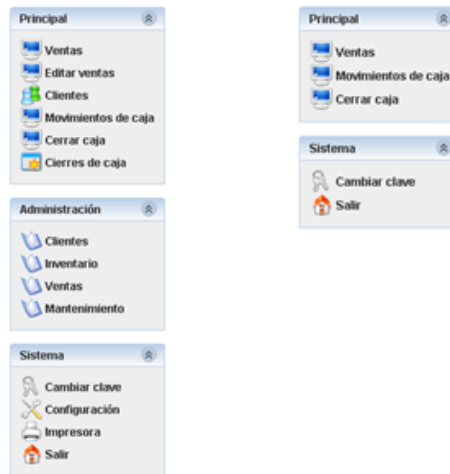 Principal
Ventas
Editar ventas
Clientes
Movimientos de caja
Cerrar caja
Cierres de caja
Administración
Clientes
Inventario
Ventas
Mantenimiento
Sistema
Cambiar clave
Configuración
Impresora
Salir
Principal
Ventas
Movimientos de caja
Cerrar caja
Sistema
Cambiar clave
Salir